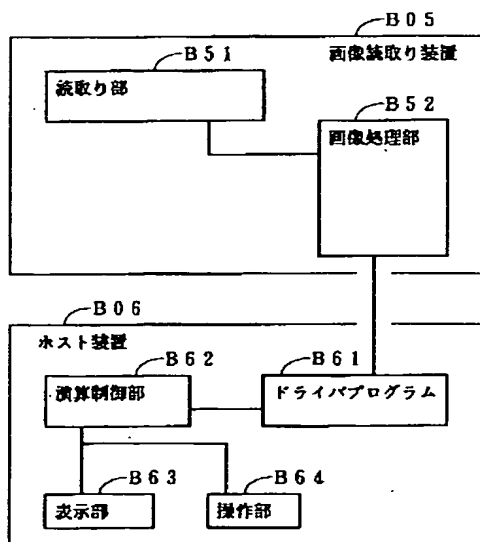 B05
画像読取り装置
B51
読取り部
B52
画像処理部
B06
ホスト装置
B62
演算制御部
B61
ドライバプログラム
B63
表示部
B64
操作部